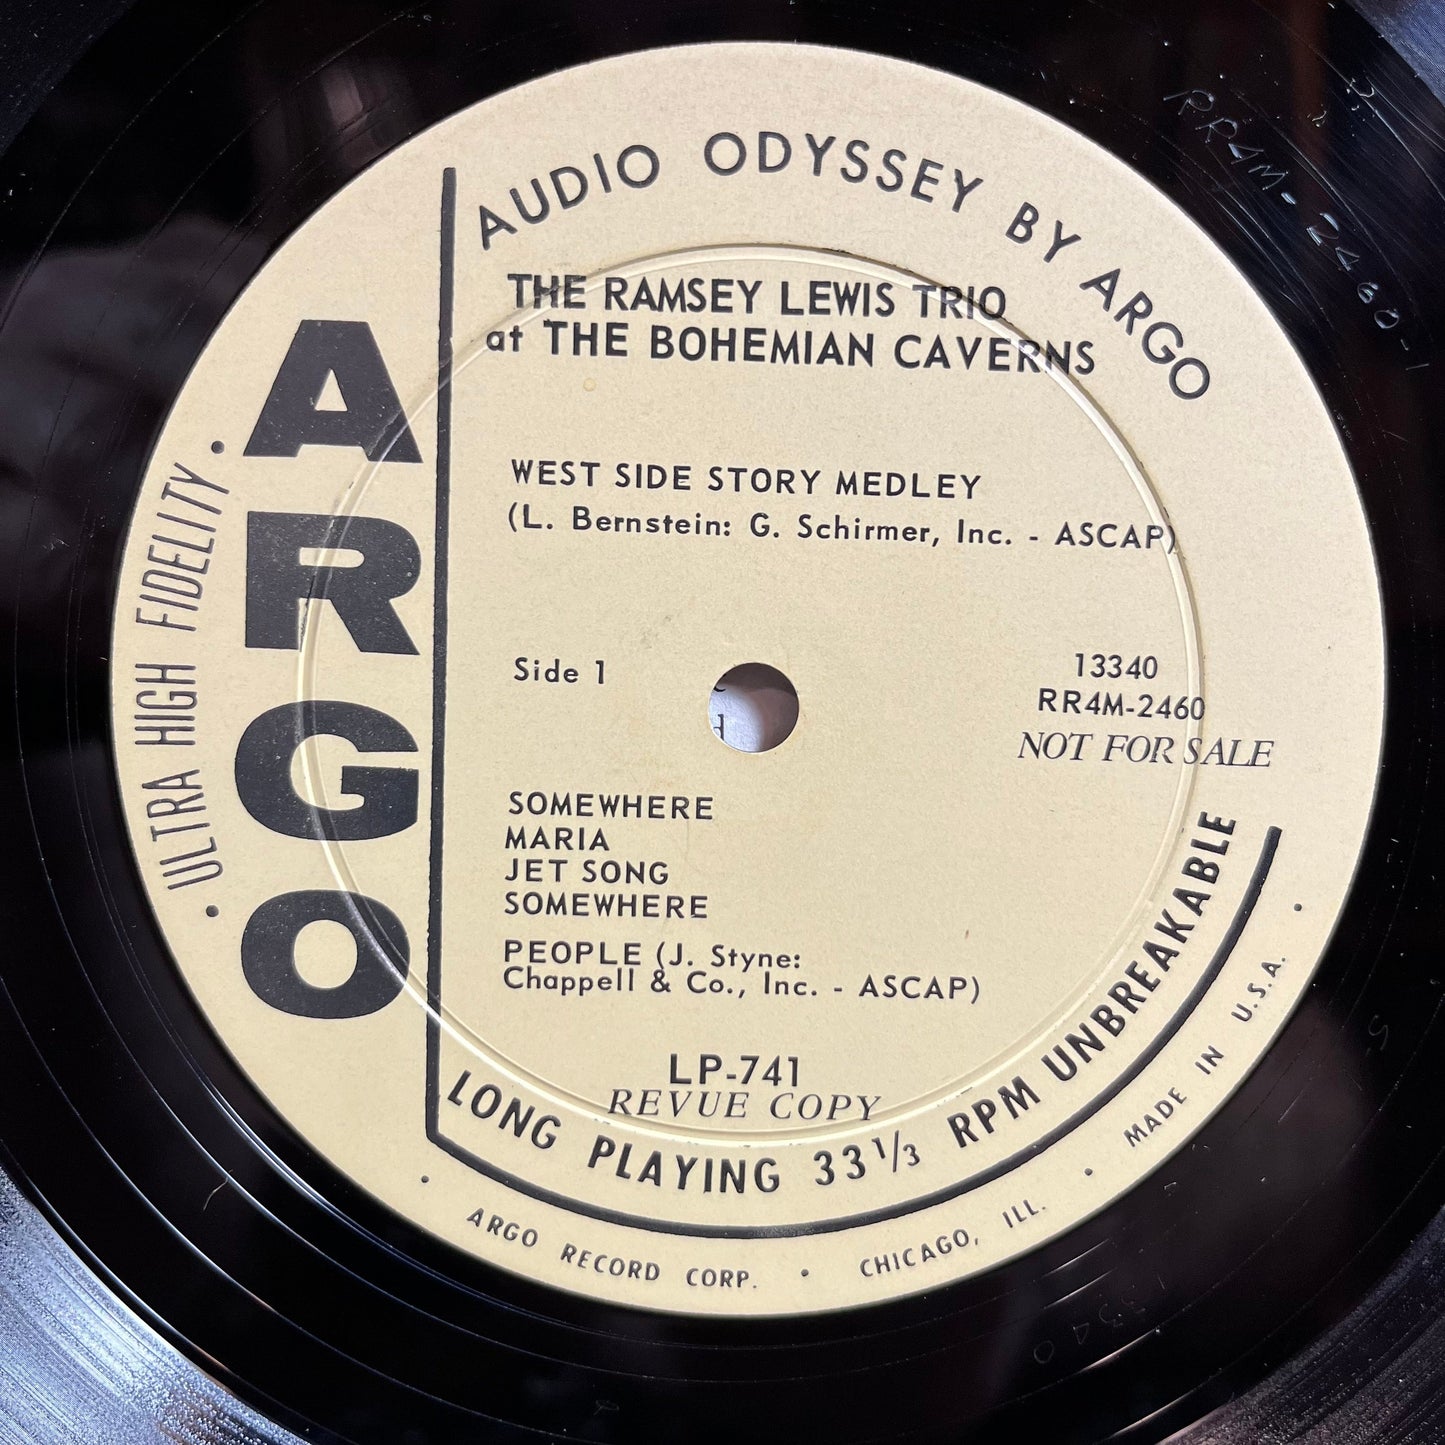 AUDIO ODYSSEY BY ARGO
THE RAMSEY LEWIS TRIO
at THE BOHEMIAN CAVERNS
WEST SIDE STORY MEDLEY
(L. Bernstein: G. Schirmer, Inc. - ASCAP)
Side 1
13340
RR4M-2460
NOT FOR SALE
SOMEWHERE
MARIA
JET SONG
SOMEWHERE
PEOPLE (J. Styne:
Chappell & Co., Inc. - ASCAP)
LP-741
REVUE COPY
LONG PLAYING 33 1/3 RPM UNBREAKABLE
• ARGO RECORD CORP. • CHICAGO, ILL. • MADE IN U.S.A. •
• ULTRA HIGH FIDELITY •
ARGO
RR4M-2460-1